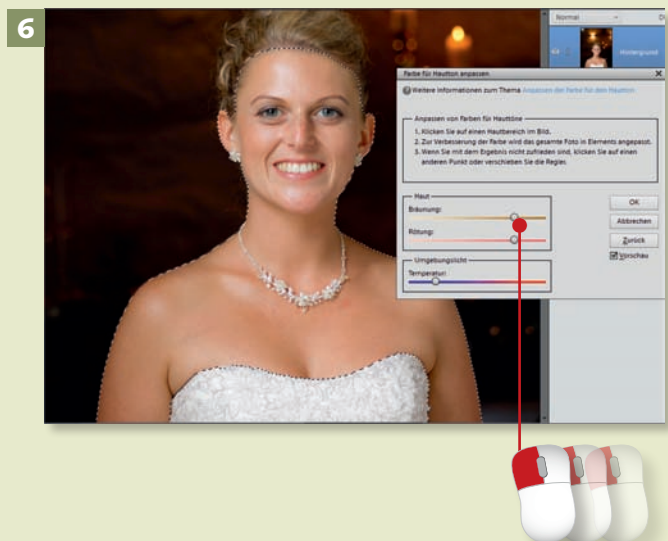 6
Normal
Hintergrund
Farbe für Hautton anpassen
Weitere Informationen zum Thema Anpassen der Farbe für den Hautton
Anpassen von Farben für Hauttöne
1. Klicken Sie auf einen Hautbereich im Bild.
2. Zur Verbesserung der Farbe wird das gesamte Foto in Elements angepasst.
3. Wenn Sie mit dem Ergebnis nicht zufrieden sind, klicken Sie auf einen
anderen Punkt oder verschieben Sie die Regler.
Haut
Bräunung:
Rötung:
Umgebungslicht
Temperatur:
OK
Abbrechen
Zurück
Vorschau